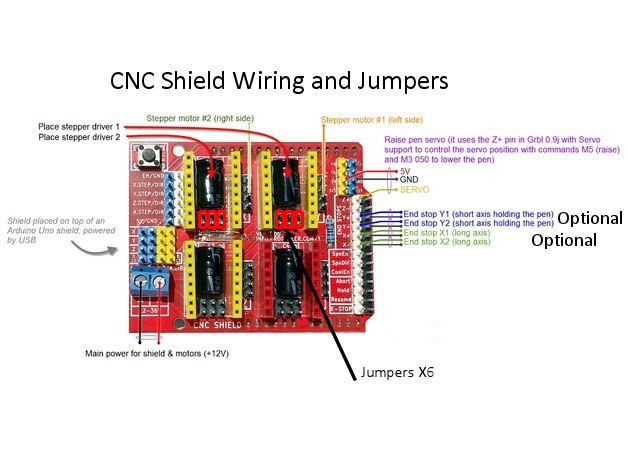 CNC Shield Wiring and Jumpers
Stepper motor #2 (right side)
Stepper motor #1 (left side)
Place stepper driver 1
Place stepper driver 2
Raise pen servo (it uses the Z+ pin in Grbl 0.9j with Servo
support to control the servo position with commands M5 (raise)
and M3 050 to lower the pen)
5V
GND
SERVO
EN/GND
X.STEP/DIR
Y.STEP/DIR
Z.STEP/DIR
A.STEP/DIR
5V/GND
Shield placed on top of an
Arduino Uno shield; powered
by USB
End stop Y1 (short axis holding the pen) Optional
End stop Y2 (short axis holding the pen)
End stop X1 (long axis) Optional
End stop X2 (long axis)
END STOPS
SpnEn
SpnDir
CoolEn
Abort
Hold
Resume
E-STOP
12-36
CNC SHIELD
Main power for shield & motors (+12V)
Jumpers X6